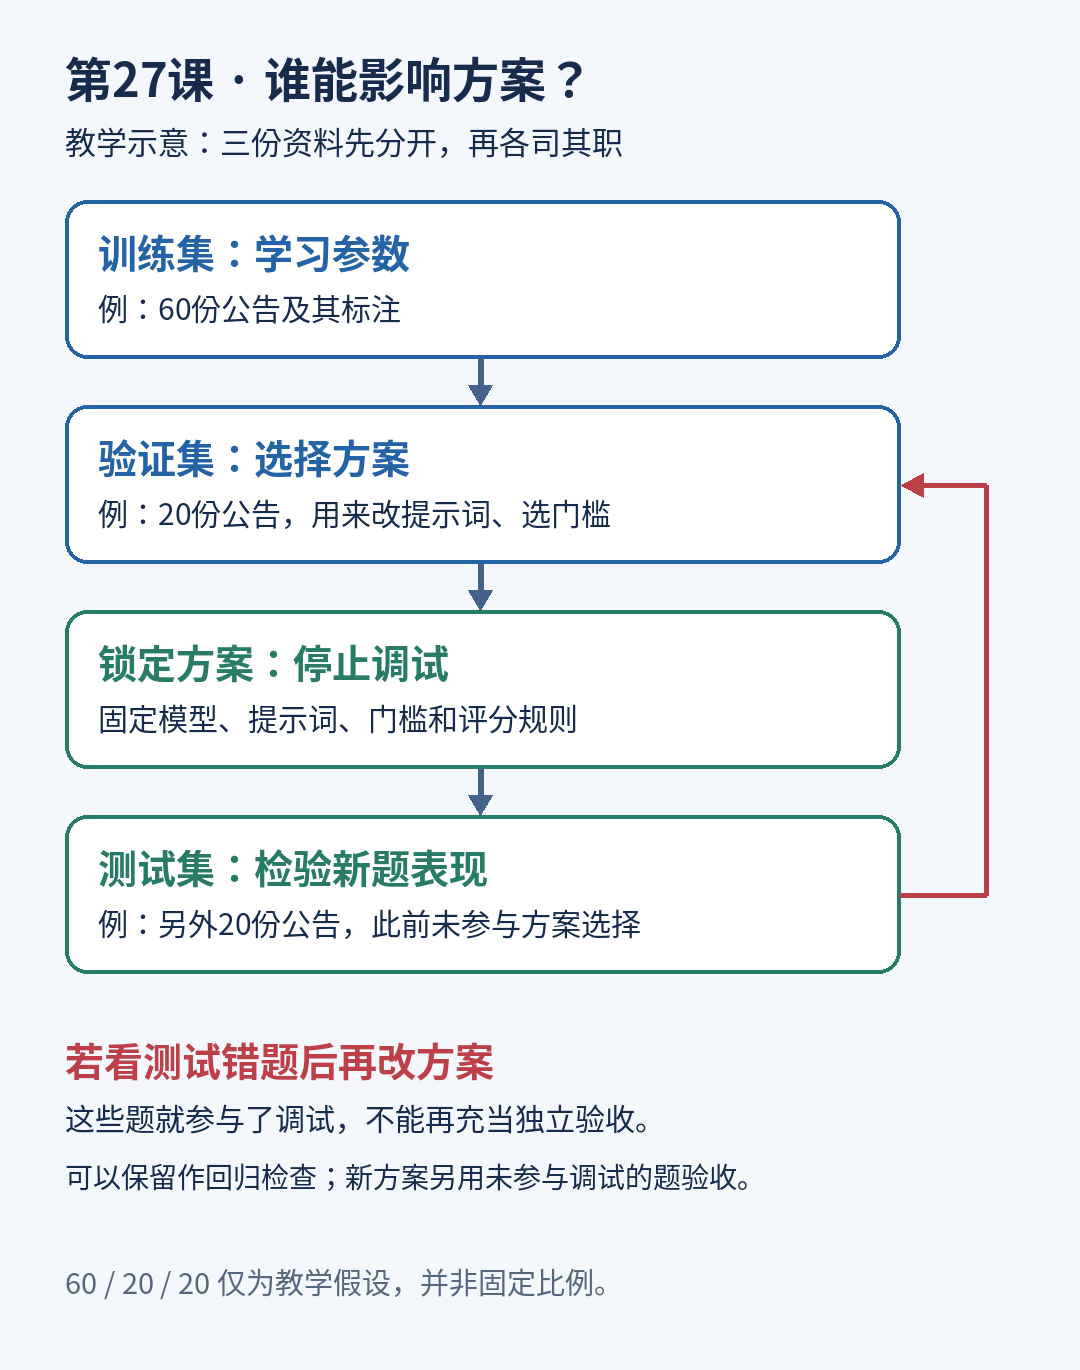 第27课 · 谁能影响方案？
教学示意：三份资料先分开，再各司其职
训练集：学习参数
例：60份公告及其标注
验证集：选择方案
例：20份公告，用来改提示词、选门槛
锁定方案：停止调试
固定模型、提示词、门槛和评分规则
测试集：检验新题表现
例：另外20份公告，此前未参与方案选择
若看测试错题后再改方案
这些题就参与了调试，不能再充当独立验收。
可以保留作回归检查；新方案另用未参与调试的题验收。
60 / 20 / 20 仅为教学假设，并非固定比例。